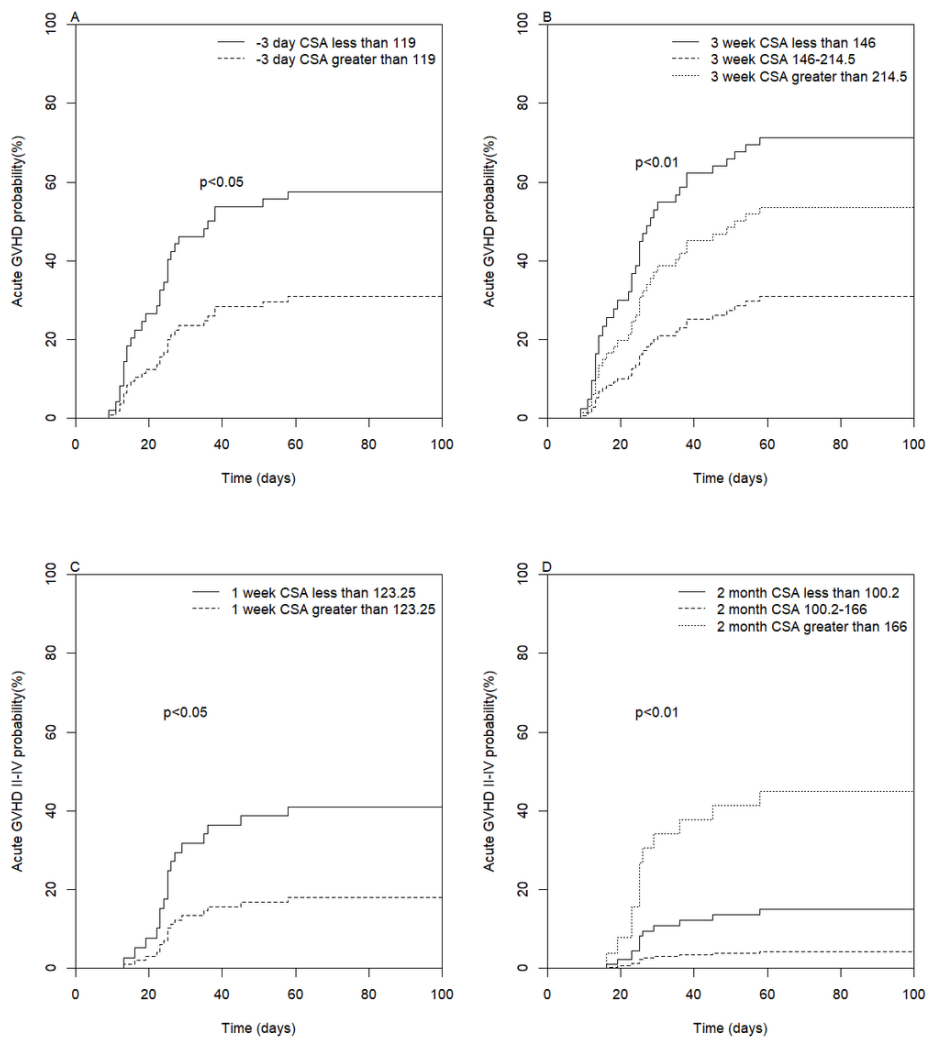 A
-3 day CSA less than 119
-3 day CSA greater than 119
p<0.05
Acute GVHD probability(%)
0 20 40 60 80 100
0 20 40 60 80 100
Time (days)
B
3 week CSA less than 146
3 week CSA 146-214.5
3 week CSA greater than 214.5
p<0.01
Acute GVHD probability(%)
0 20 40 60 80 100
0 20 40 60 80 100
Time (days)
C
1 week CSA less than 123.25
1 week CSA greater than 123.25
p<0.05
Acute GVHD II-IV probability(%)
0 20 40 60 80 100
0 20 40 60 80 100
Time (days)
D
2 month CSA less than 100.2
2 month CSA 100.2-166
2 month CSA greater than 166
p<0.01
Acute GVHD II-IV probability(%)
0 20 40 60 80 100
0 20 40 60 80 100
Time (days)